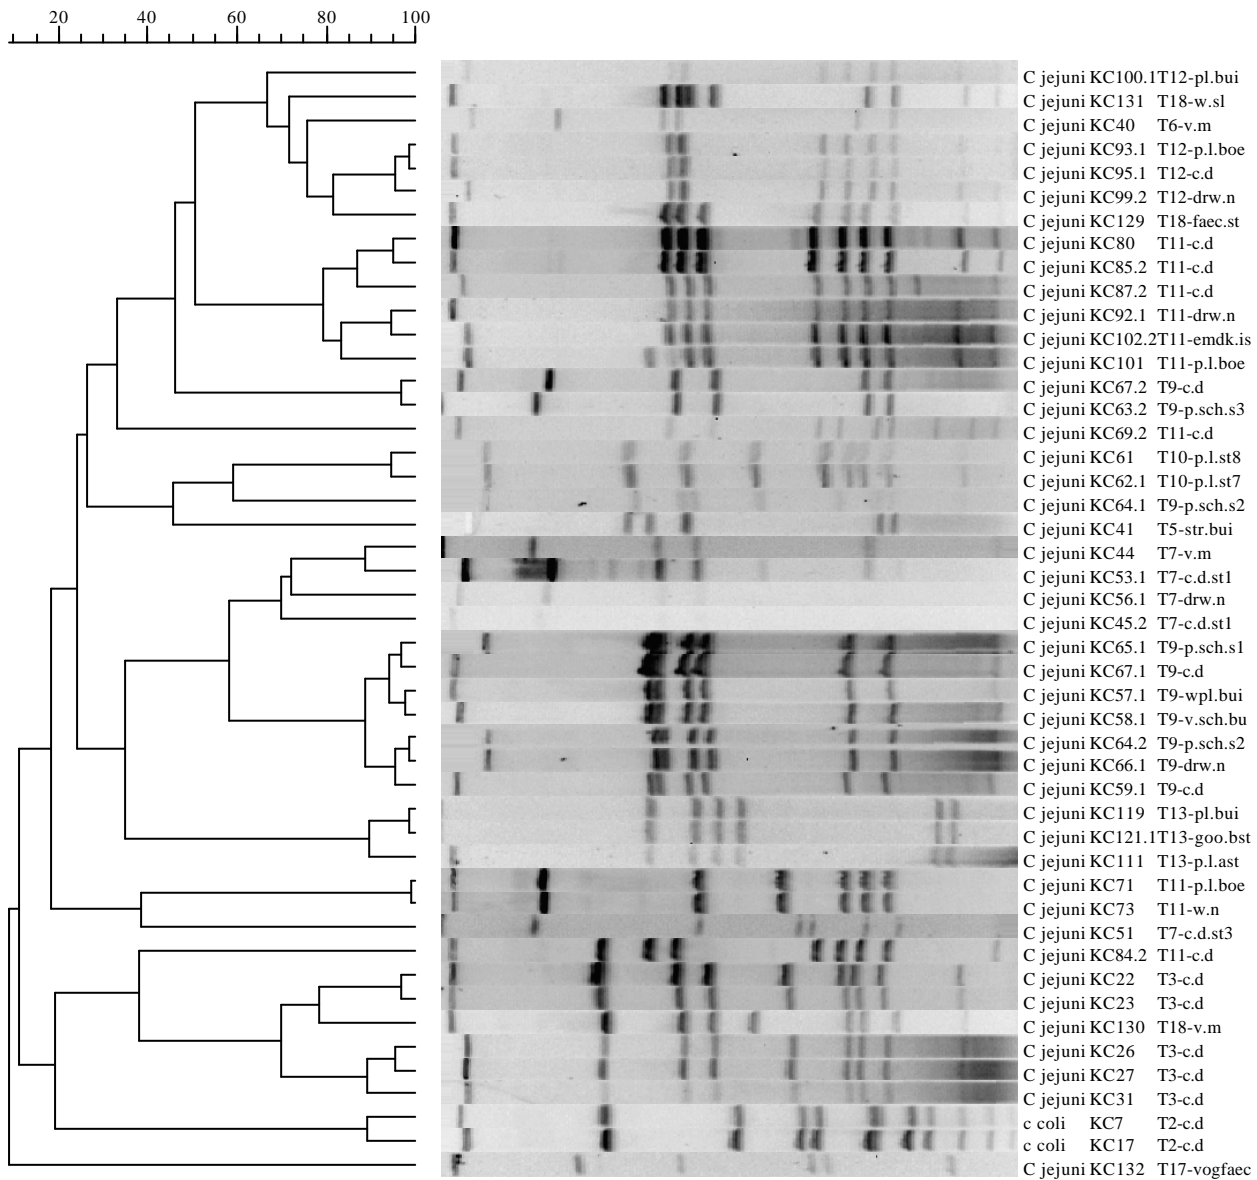 20 40 60 80 100
C jejuni KC100.1 T12-pl.bui
C jejuni KC131 T18-w.sl
C jejuni KC40 T6-v.m
C jejuni KC93.1 T12-p.l.boe
C jejuni KC95.1 T12-c.d
C jejuni KC99.2 T12-drw.n
C jejuni KC129 T18-faec.st
C jejuni KC80 T11-c.d
C jejuni KC85.2 T11-c.d
C jejuni KC87.2 T11-c.d
C jejuni KC92.1 T11-drw.n
C jejuni KC102.2 T11-emdk.is
C jejuni KC101 T11-p.l.boe
C jejuni KC67.2 T9-c.d
C jejuni KC63.2 T9-p.sch.s3
C jejuni KC69.2 T11-c.d
C jejuni KC61 T10-p.l.st8
C jejuni KC62.1 T10-p.l.st7
C jejuni KC64.1 T9-p.sch.s2
C jejuni KC41 T5-str.bui
C jejuni KC44 T7-v.m
C jejuni KC53.1 T7-c.d.st1
C jejuni KC56.1 T7-drw.n
C jejuni KC45.2 T7-c.d.st1
C jejuni KC65.1 T9-p.sch.s1
C jejuni KC67.1 T9-c.d
C jejuni KC57.1 T9-wpl.bui
C jejuni KC58.1 T9-v.sch.bu
C jejuni KC64.2 T9-p.sch.s2
C jejuni KC66.1 T9-drw.n
C jejuni KC59.1 T9-c.d
C jejuni KC119 T13-pl.bui
C jejuni KC121.1 T13-goo.bst
C jejuni KC111 T13-p.l.ast
C jejuni KC71 T11-p.l.boe
C jejuni KC73 T11-w.n
C jejuni KC51 T7-c.d.st3
C jejuni KC84.2 T11-c.d
C jejuni KC22 T3-c.d
C jejuni KC23 T3-c.d
C jejuni KC130 T18-v.m
C jejuni KC26 T3-c.d
C jejuni KC27 T3-c.d
C jejuni KC31 T3-c.d
c coli KC7 T2-c.d
c coli KC17 T2-c.d
C jejuni KC132 T17-vogfaec